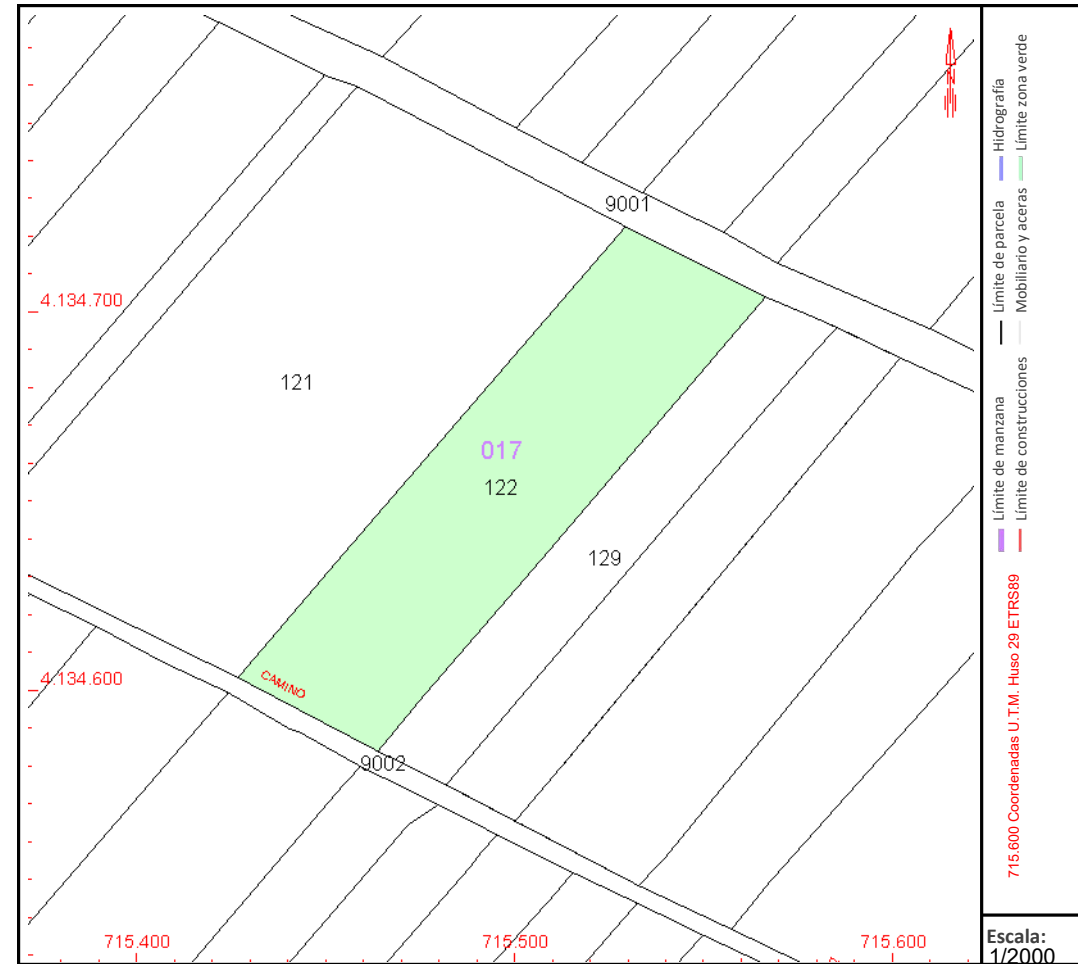 9001
4.134.700
121
017
122
129
4.134.600
CAMINO
9002
715.400
715.500
715.600
N
Hidrografía
Límite zona verde
Límite de parcela
Mobiliario y aceras
Límite de manzana
Límite de construcciones
715.600 Coordenadas U.T.M. Huso 29 ETRS89
Escala:
1/2000